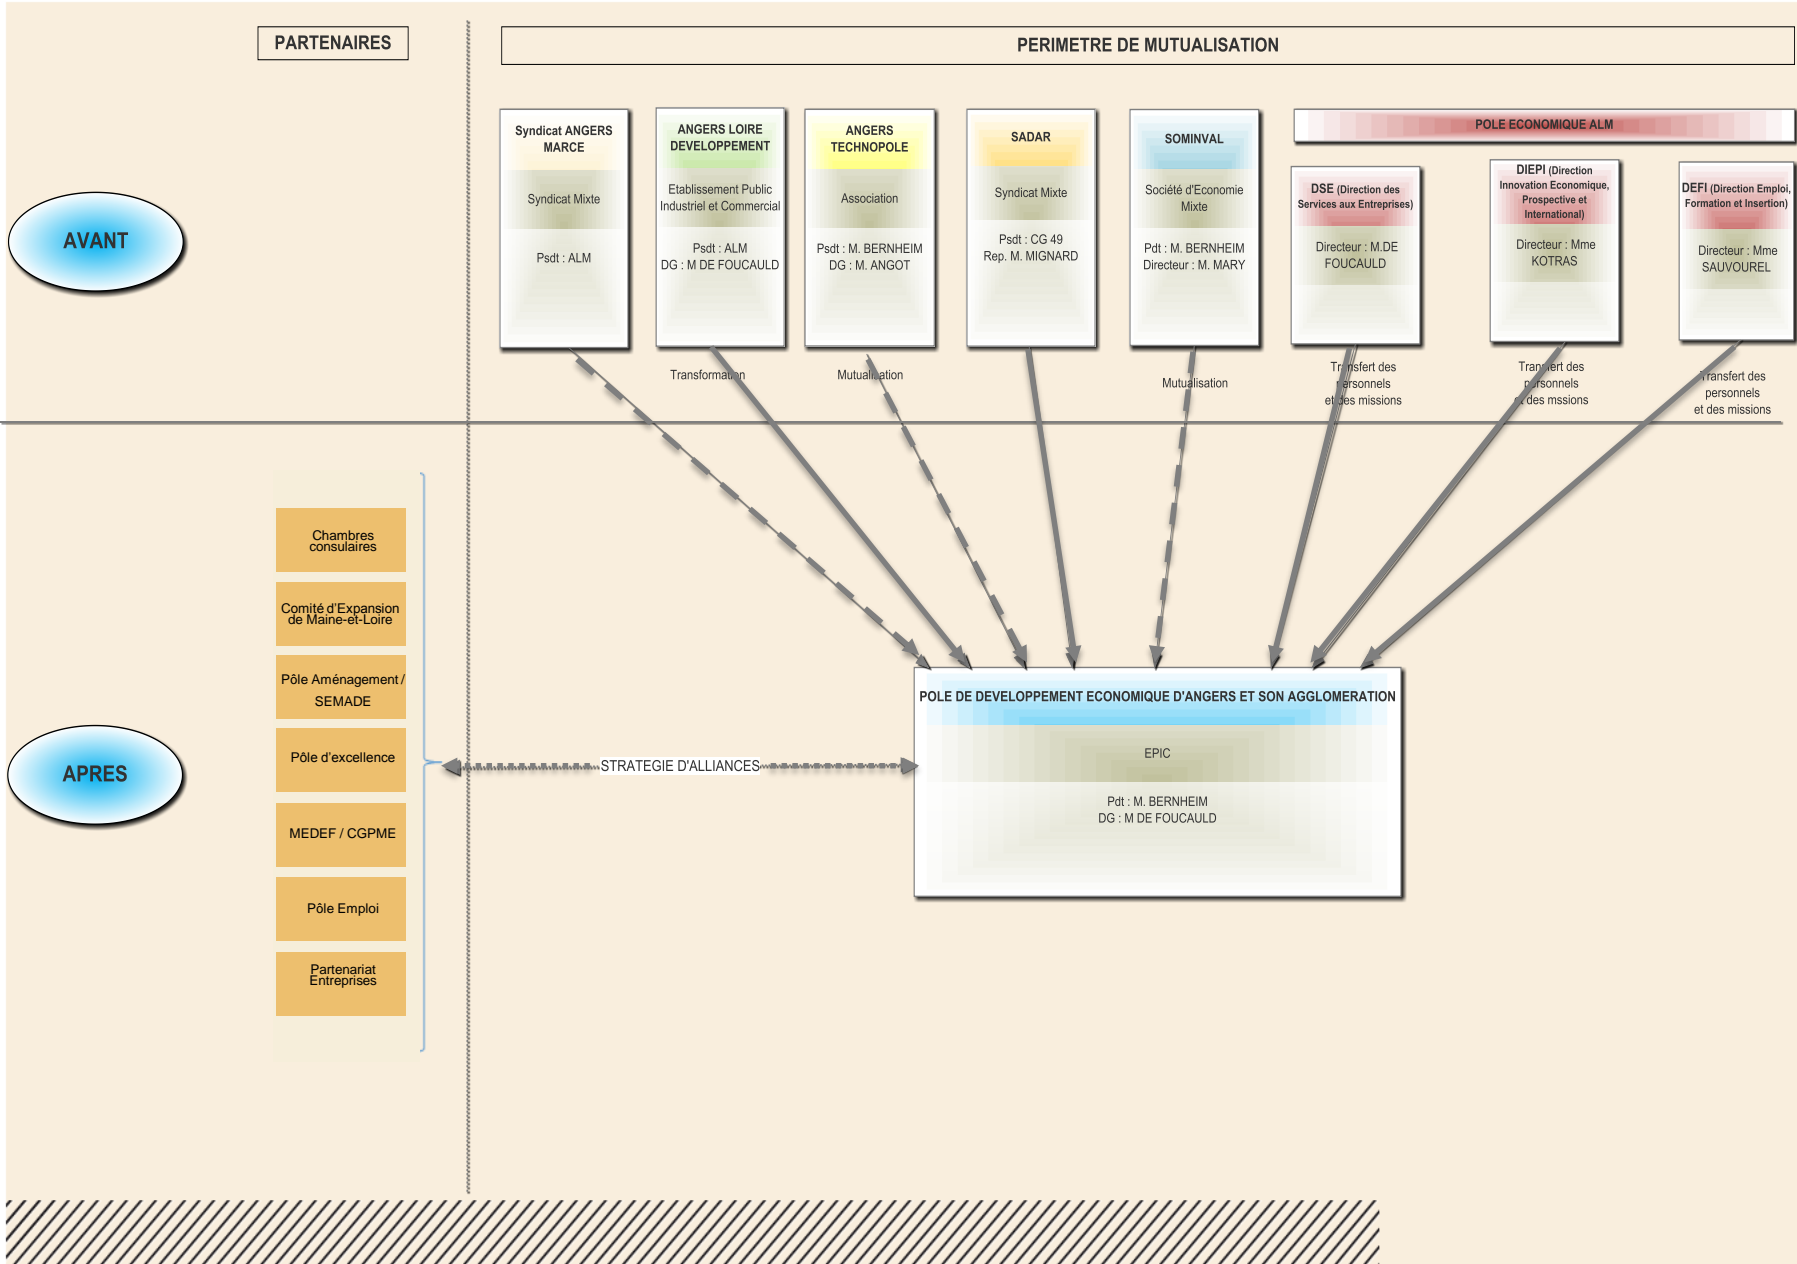 PARTENAIRES
PERIMETRE DE MUTUALISATION
AVANT
Syndicat ANGERS
MARCE
Syndicat Mixte
Psdt : ALM
ANGERS LOIRE
DEVELOPPEMENT
Etablissement Public
Industriel et Commercial
Psdt : ALM
DG : M DE FOUCAULD
ANGERS
TECHNOPOLE
Association
Psdt : M. BERNHEIM
DG : M. ANGOT
SADAR
Syndicat Mixte
Psdt : CG 49
Rep. M. MIGNARD
SOMINVAL
Société d'Economie
Mixte
Pdt : M. BERNHEIM
Directeur : M. MARY
POLE ECONOMIQUE ALM
DSE (Direction des
Services aux Entreprises)
Directeur : M.DE
FOUCAULD
DIEPI (Direction
Innovation Economique,
Prospective et
International)
Directeur : Mme
KOTRAS
DEFI (Direction Emploi,
Formation et Insertion)
Directeur : Mme
SAUVOUREL
Transformation
Mutualisation
Mutualisation
Transfert des
personnels
et des missions
Transfert des
personnels
et des mssions
Transfert des
personnels
et des missions
APRES
Chambres
consulaires
Comité d'Expansion
de Maine-et-Loire
Pôle Aménagement /
SEMADE
Pôle d'excellence
MEDEF / CGPME
Pôle Emploi
Partenariat
Entreprises
STRATEGIE D'ALLIANCES
POLE DE DEVELOPPEMENT ECONOMIQUE D'ANGERS ET SON AGGLOMERATION
EPIC
Pdt : M. BERNHEIM
DG : M DE FOUCAULD